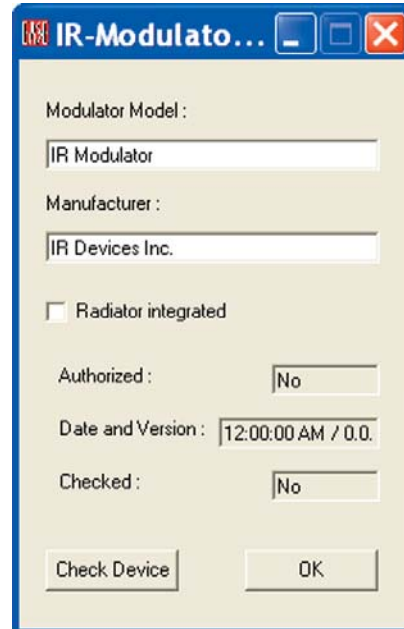 EASE IR-Modulato...
Modulator Model :
IR Modulator
Manufacturer :
IR Devices Inc.
Radiator integrated
Authorized : No
Date and Version : 12:00:00 AM / 0.0.
Checked : No
Check Device OK